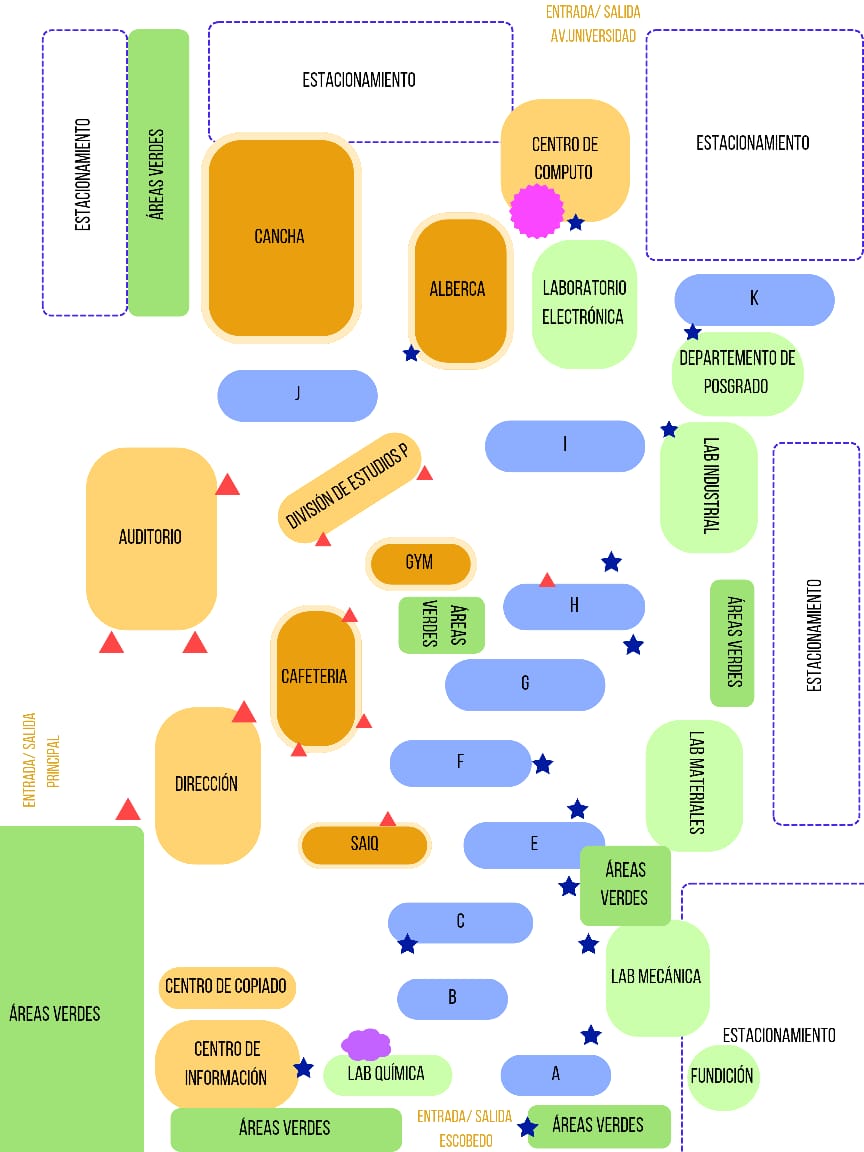 ENTRADA/ SALIDA
AV.UNIVERSIDAD
ESTACIONAMIENTO
ESTACIONAMIENTO
ÁREAS VERDES
CENTRO DE
COMPUTO
ESTACIONAMIENTO
CANCHA
ALBERCA
LABORATORIO
ELECTRÓNICA
K
DEPARTEMENTO DE
POSGRADO
J
I
LAB INDUSTRIAL
DIVISIÓN DE ESTUDIOS P
AUDITORIO
GYM
H
ÁREAS
VERDES
ÁREAS VERDES
ESTACIONAMIENTO
CAFETERIA
G
ENTRADA/ SALIDA
PRINCIPAL
DIRECCIÓN
F
LAB MATERIALES
SAIQ
E
ÁREAS
VERDES
C
LAB MECÁNICA
CENTRO DE COPIADO
B
ÁREAS VERDES
ESTACIONAMIENTO
CENTRO DE
INFORMACIÓN
LAB QUÍMICA
A
FUNDICIÓN
ÁREAS VERDES
ENTRADA/ SALIDA
ESCOBEDO
ÁREAS VERDES